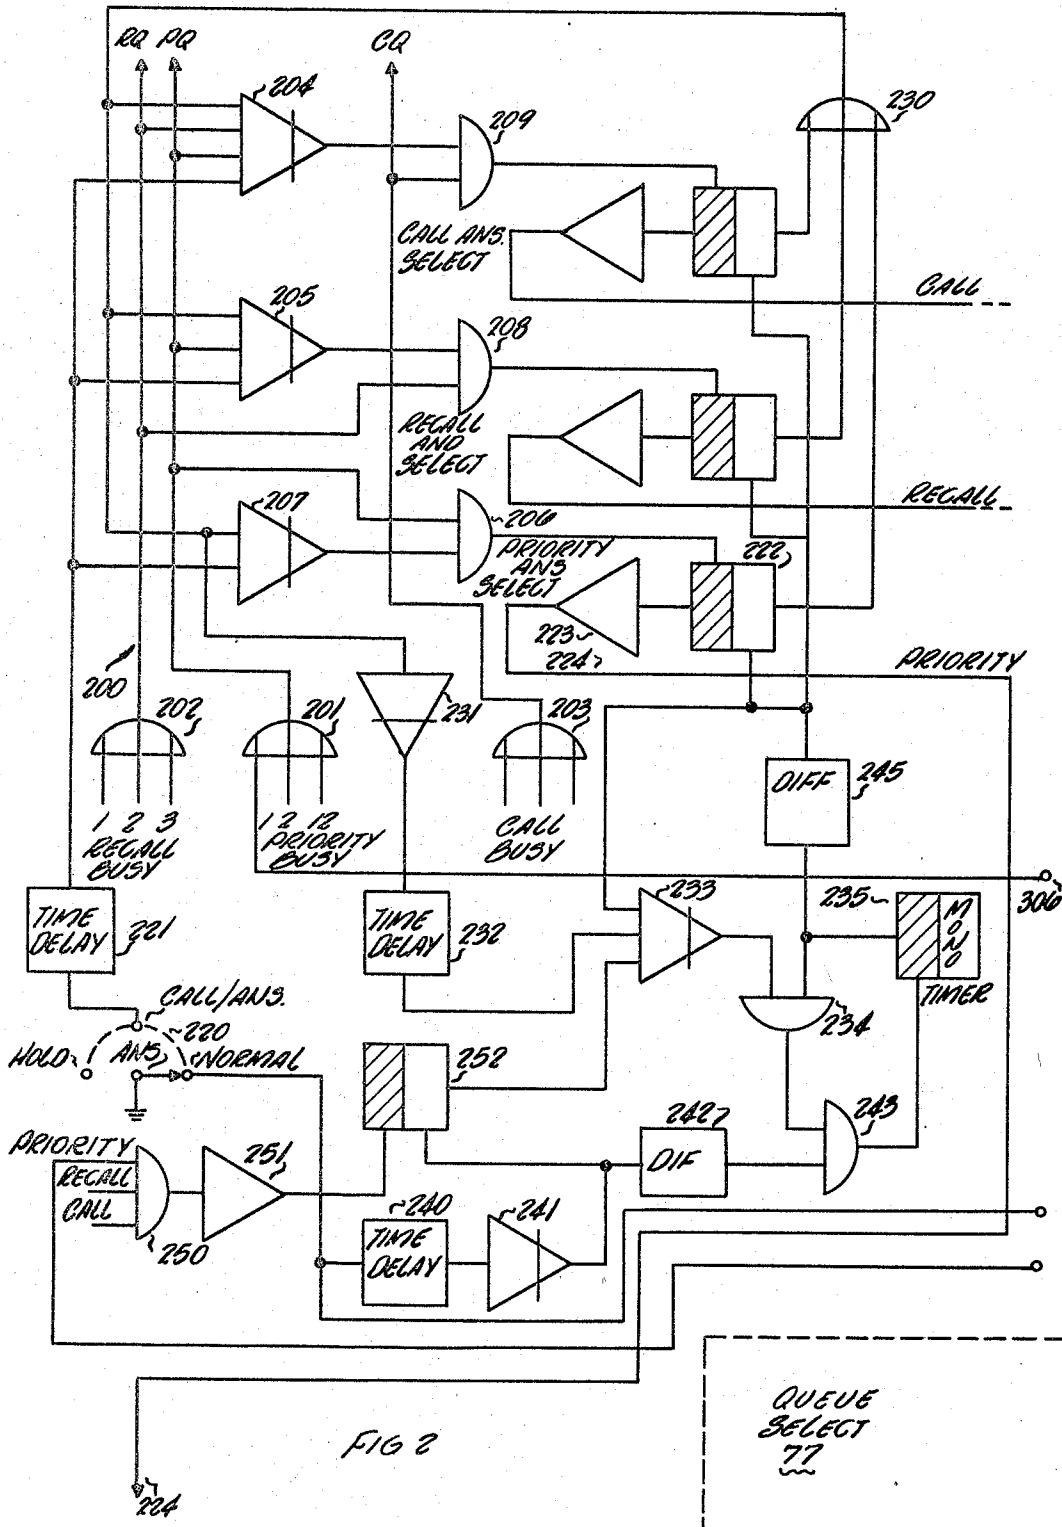 RQ PQ CQ
204
209
230
CALL ANS.
SELECT
CALL
205
208
RECALL
AND
SELECT
RECALL
207
206
PRIORITY
ANS
SELECT
222
223
224
PRIORITY
200
202
201
231
203
DIFF
245
1 2 3
RECALL
BUSY
1 2 12
PRIORITY
BUSY
CALL
BUSY
306
TIME
DELAY
221
TIME
DELAY
232
233
235
MONO
TIMER
234
CALL/ANS.
220
HOLD
ANS
NORMAL
252
242
DIF
243
PRIORITY
RECALL
CALL
250
251
240
TIME
DELAY
241
QUEUE
SELECT
77
FIG 2
224